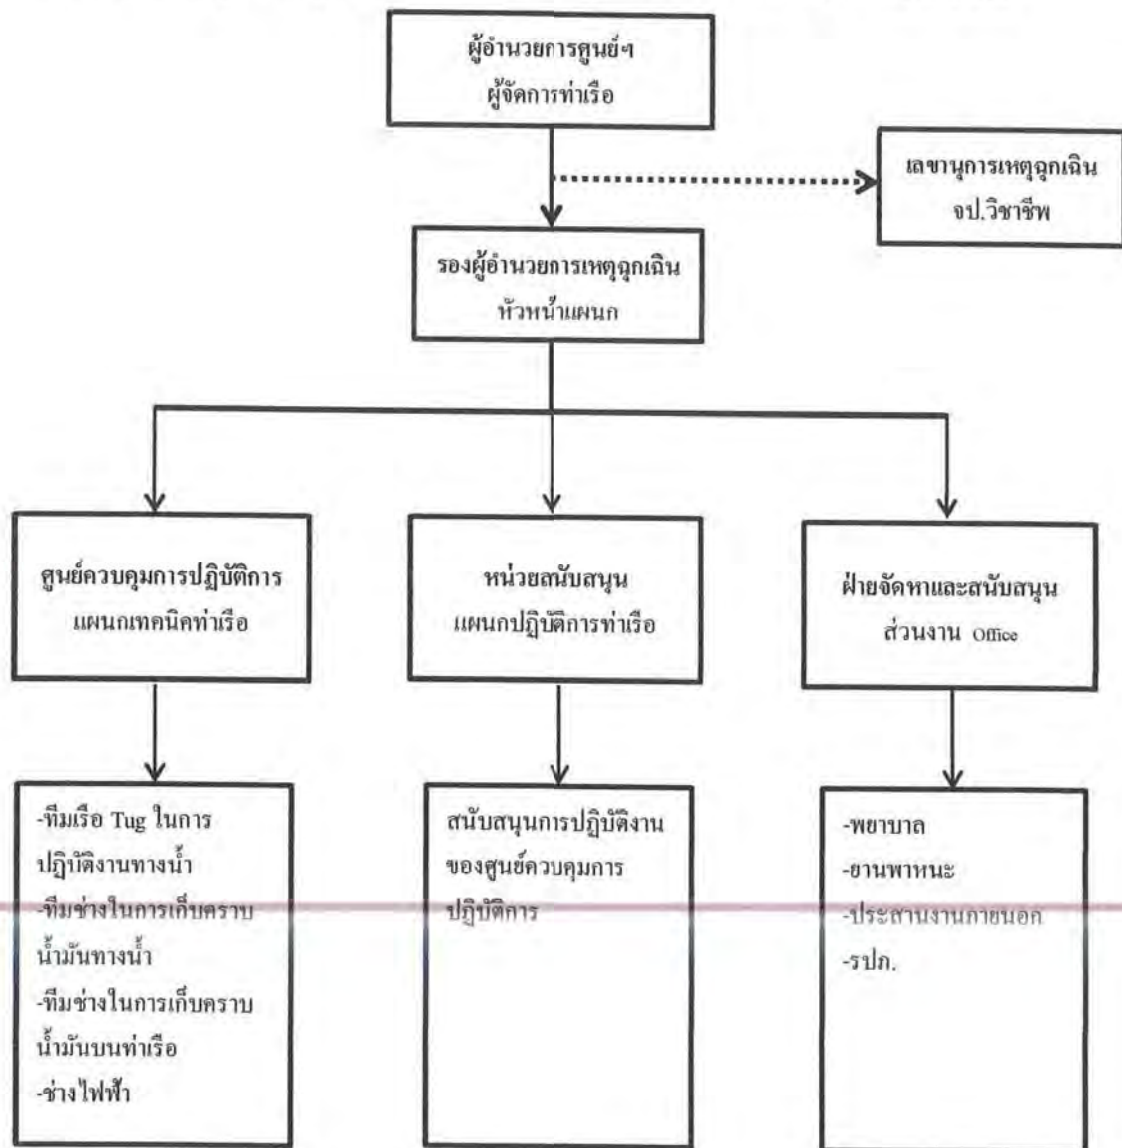 ผู้อำนวยการศูนย์ฯ
ผู้จัดการท่าเรือ
เลขานุการเหตุฉุกเฉิน
จป.วิชาชีพ
รองผู้อำนวยการเหตุฉุกเฉิน
หัวหน้าแผนก
ศูนย์ควบคุมการปฏิบัติการ
แผนกเทคนิคท่าเรือ
หน่วยสนับสนุน
แผนกปฏิบัติการท่าเรือ
ฝ่ายจัดหาและสนับสนุน
ส่วนงาน Office
-ทีมเรือ Tug ในการ
ปฏิบัติงานทางน้ำ
-ทีมช่างในการเก็บคราบ
น้ำมันทางน้ำ
-ทีมช่างในการเก็บคราบ
น้ำมันบนท่าเรือ
-ช่างไฟฟ้า
สนับสนุนการปฏิบัติงาน
ของศูนย์ควบคุมการ
ปฏิบัติการ
-พยาบาล
-ยานพาหนะ
-ประสานงานภายนอก
-รปภ.